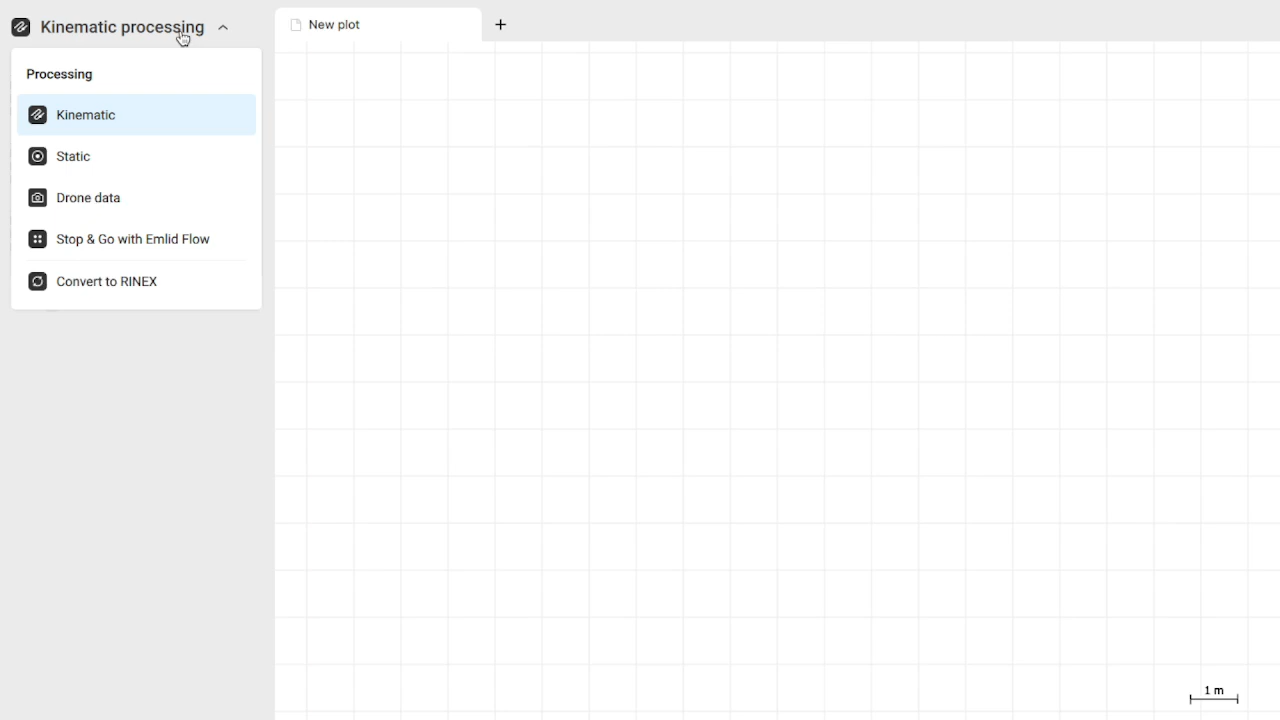 Kinematic processing
New plot
Processing
Kinematic
Static
Drone data
Stop & Go with Emlid Flow
Convert to RINEX
1 m